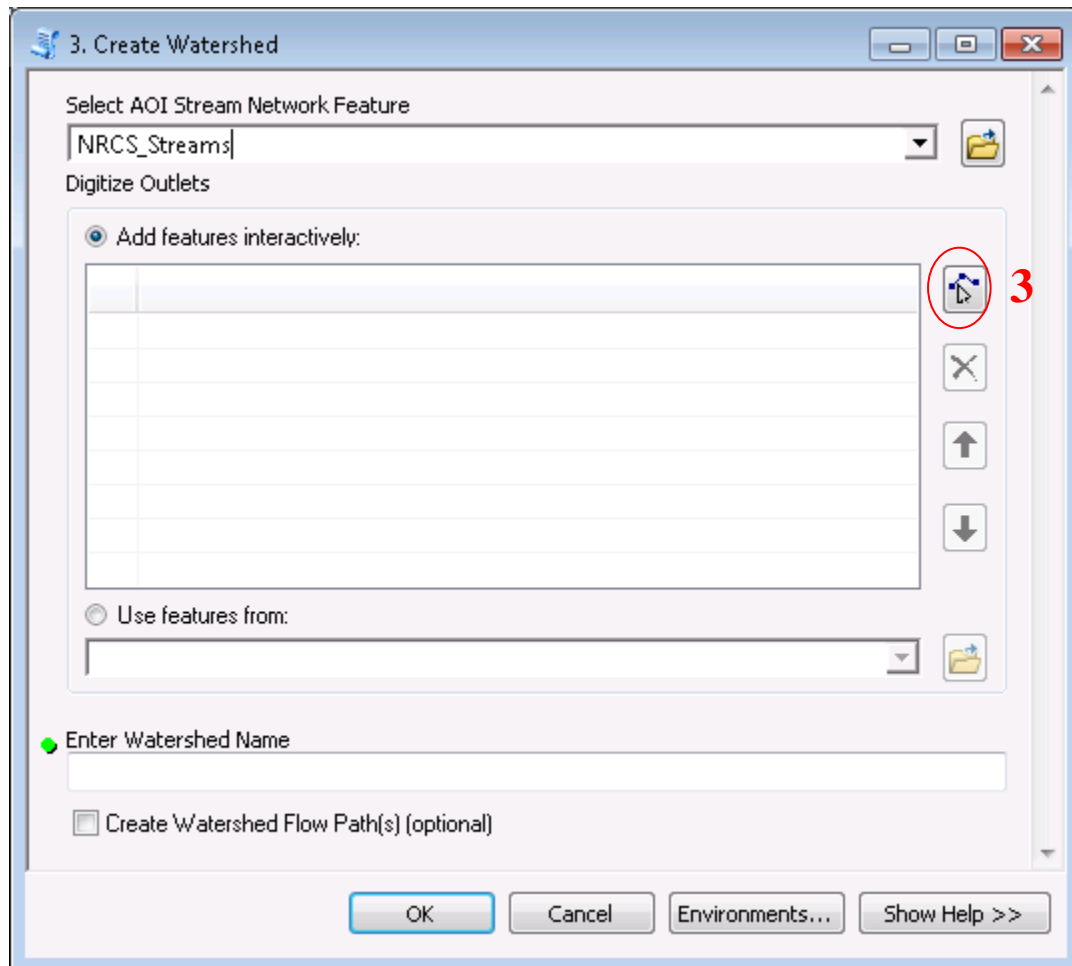 3. Create Watershed
Select AOI Stream Network Feature
NRCS_Streams
Digitize Outlets
Add features interactively:
3
Use features from:
Enter Watershed Name
Create Watershed Flow Path(s) (optional)
OK Cancel Environments... Show Help >>